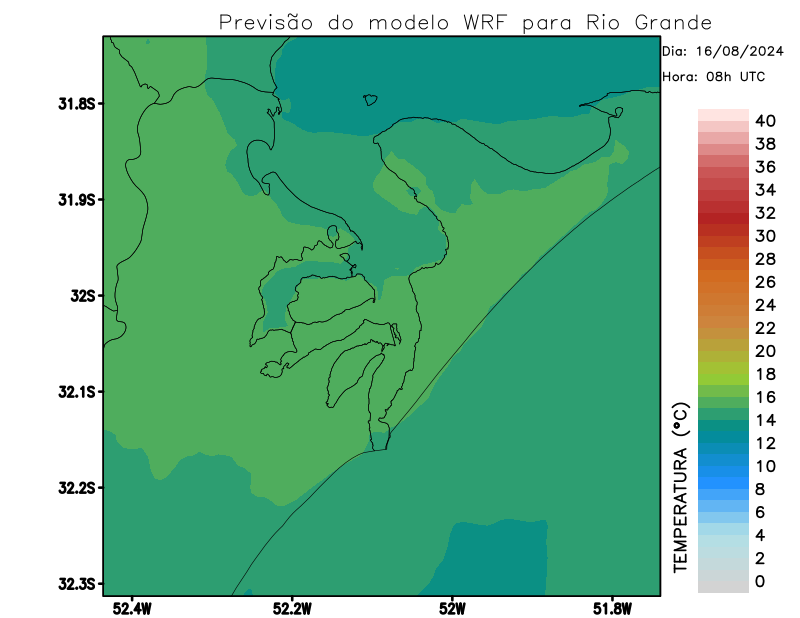 Previsão do modelo WRF para Rio Grande
Dia: 16/08/2024
Hora: 08h UTC
31.8S
31.9S
32S
32.1S
32.2S
32.3S
52.4W
52.2W
52W
51.8W
40
38
36
34
32
30
28
26
24
22
20
18
16
14
12
10
8
6
4
2
0
TEMPERATURA (°C)